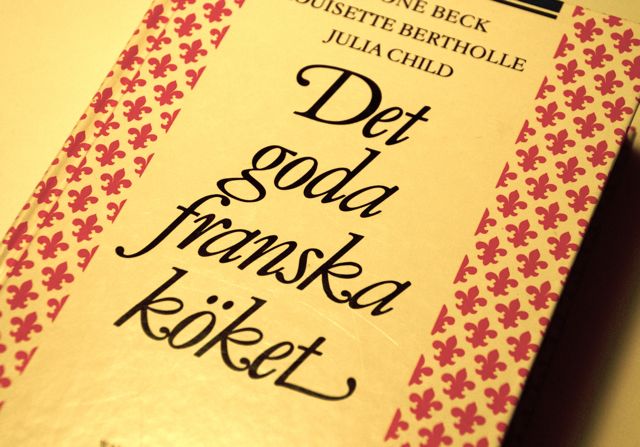 BECK
BERTHOLLE
JULIA CHILD
Det
goda
franska
köket